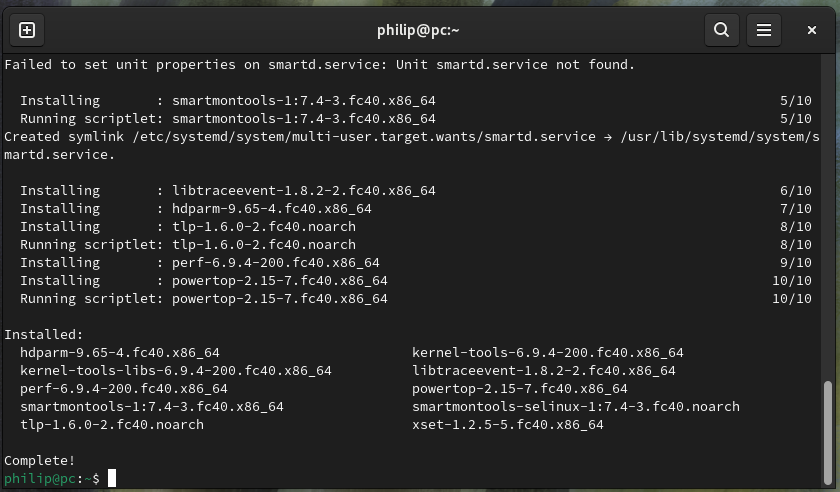 philip@pc:~
Failed to set unit properties on smartd.service: Unit smartd.service not found.
Installing : smartmontools-1:7.4-3.fc40.x86_64 5/10
Running scriptlet: smartmontools-1:7.4-3.fc40.x86_64 5/10
Created symlink /etc/systemd/system/multi-user.target.wants/smartd.service → /usr/lib/systemd/system/s
martd.service.
Installing : libtraceevent-1.8.2-2.fc40.x86_64 6/10
Installing : hdparm-9.65-4.fc40.x86_64 7/10
Installing : tlp-1.6.0-2.fc40.noarch 8/10
Running scriptlet: tlp-1.6.0-2.fc40.noarch 8/10
Installing : perf-6.9.4-200.fc40.x86_64 9/10
Installing : powertop-2.15-7.fc40.x86_64 10/10
Running scriptlet: powertop-2.15-7.fc40.x86_64 10/10
Installed:
hdparm-9.65-4.fc40.x86_64 kernel-tools-6.9.4-200.fc40.x86_64
kernel-tools-libs-6.9.4-200.fc40.x86_64 libtraceevent-1.8.2-2.fc40.x86_64
perf-6.9.4-200.fc40.x86_64 powertop-2.15-7.fc40.x86_64
smartmontools-1:7.4-3.fc40.x86_64 smartmontools-selinux-1:7.4-3.fc40.noarch
tlp-1.6.0-2.fc40.noarch xset-1.2.5-5.fc40.x86_64
Complete!
philip@pc:~$